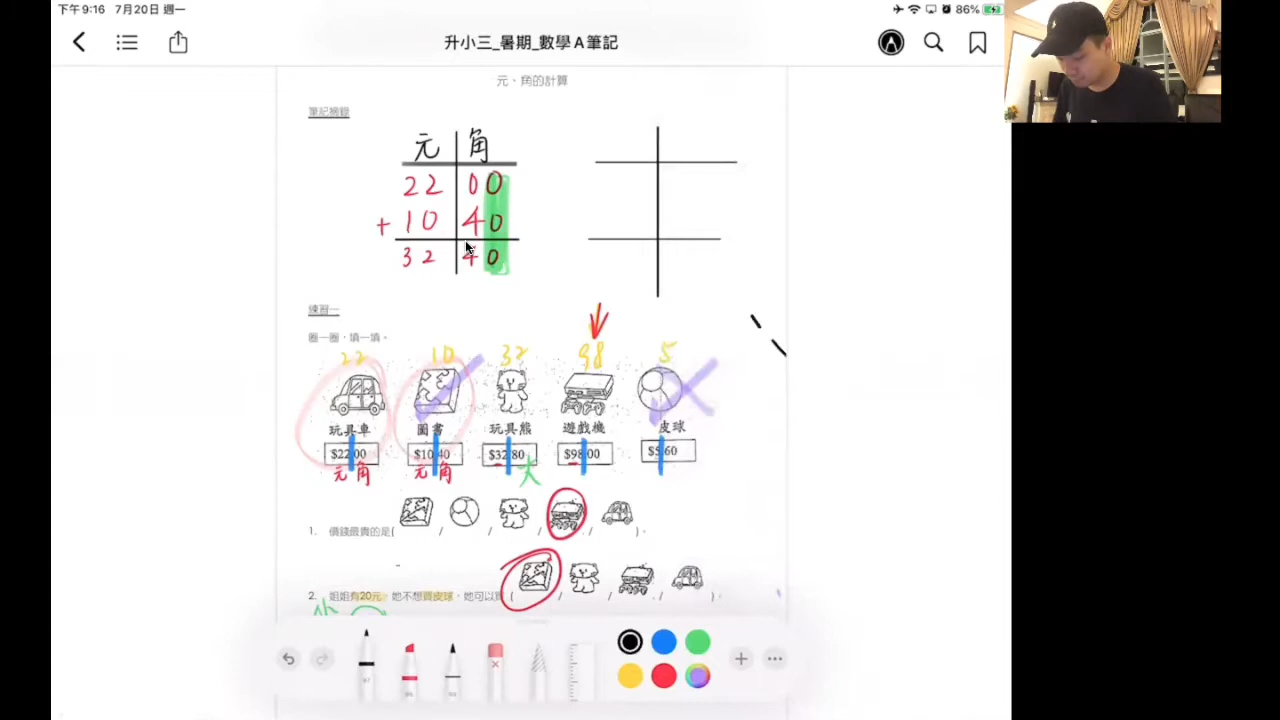 下午9:16 7月20日 週一
86%
升小三_暑期_數學A筆記
元、角的計算
筆記摘錄
元 角
22 00
+ 10 40
32 40
練習一
圈一圈，填一填。
22 10 32 98 5
玩具車 圖書 玩具熊 遊戲機 皮球
$22.00 $10.40 $32.80 $98.00 $5.60
元 角 元 角 大
1. 價錢最貴的是( / / / / )。
2. 姐姐有20元，她不想買皮球，她可以買( / / / )。
小